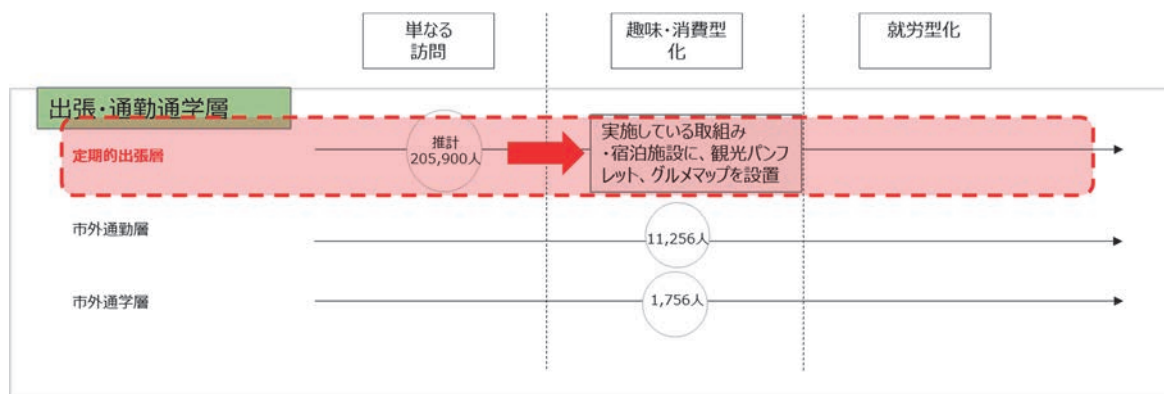 単なる
訪問
趣味・消費型
化
就労型化
出張・通勤通学層
定期的出張層
推計
205,900人
実施している取組み
・宿泊施設に、観光パンフ
レット、グルメマップを設置
市外通勤層
11,256人
市外通学層
1,756人